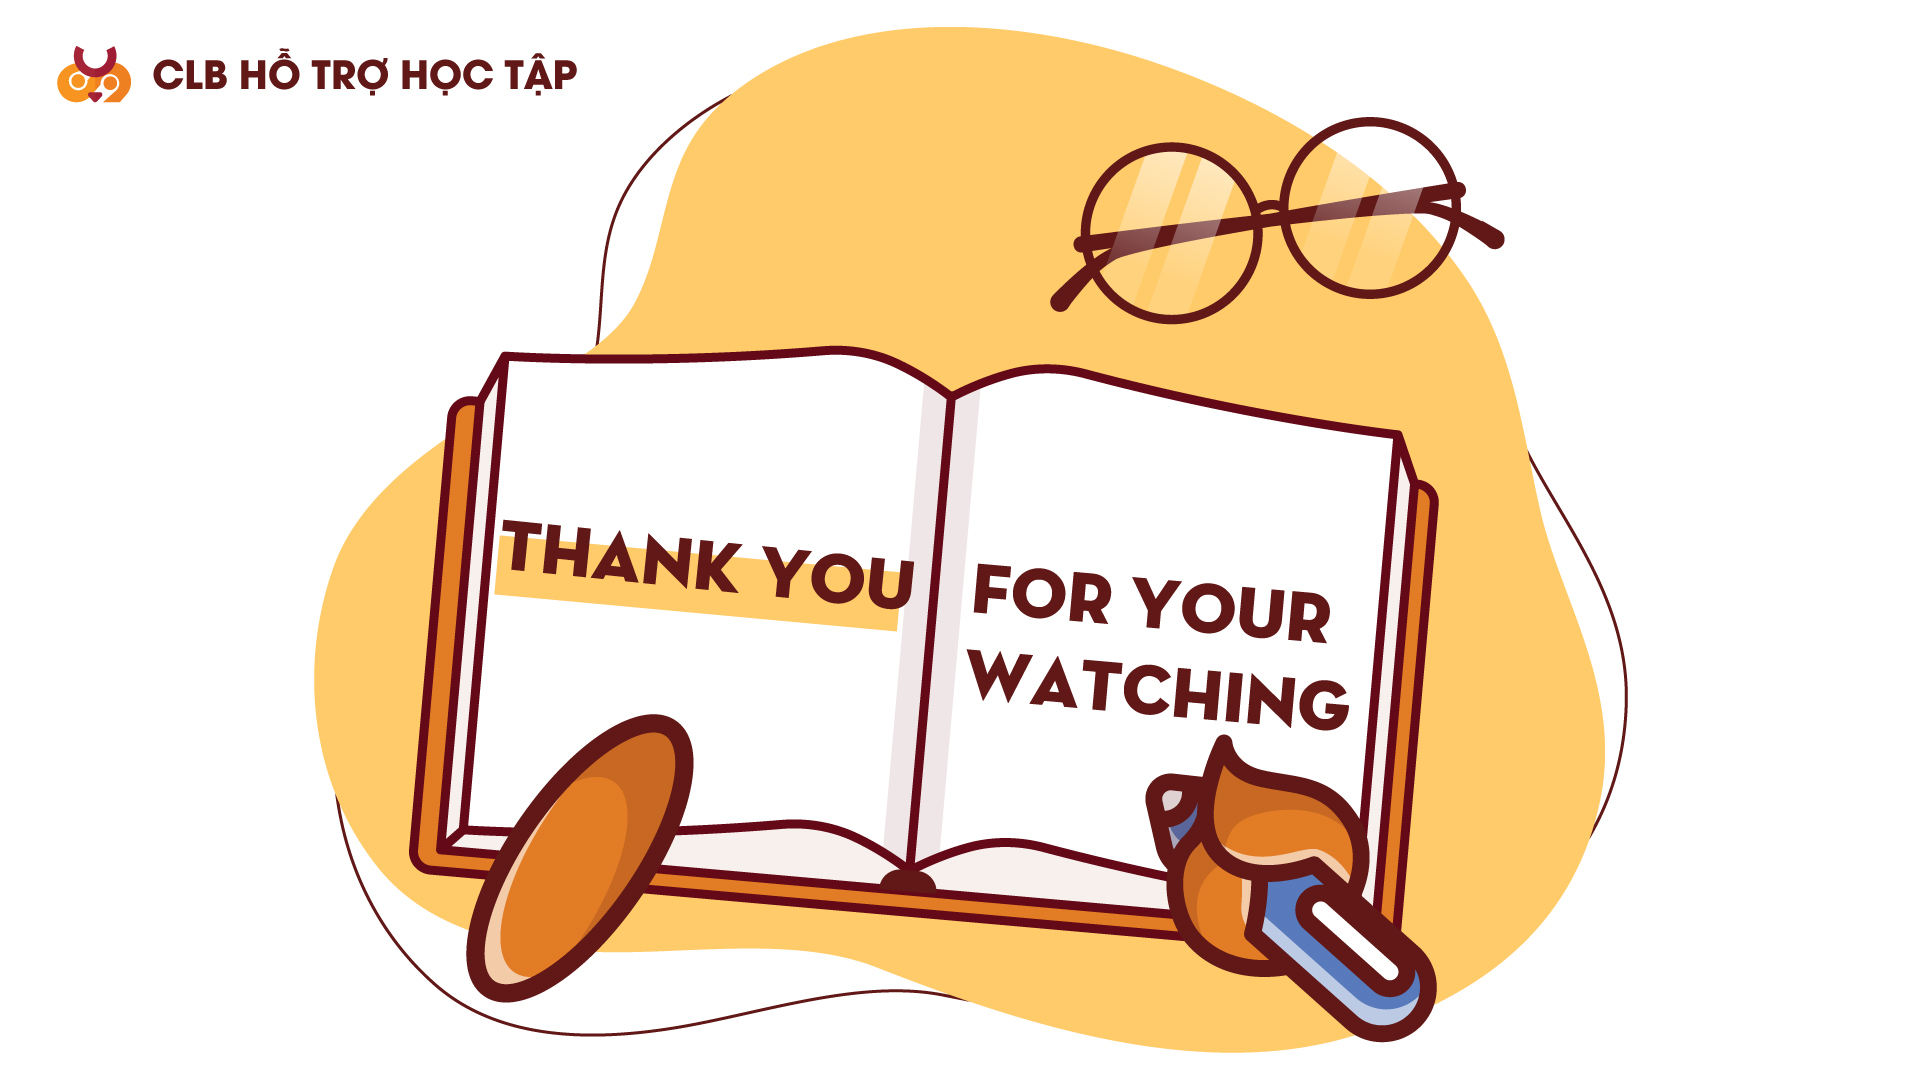 CLB HỖ TRỢ HỌC TẬP
THANK YOU
FOR YOUR
WATCHING